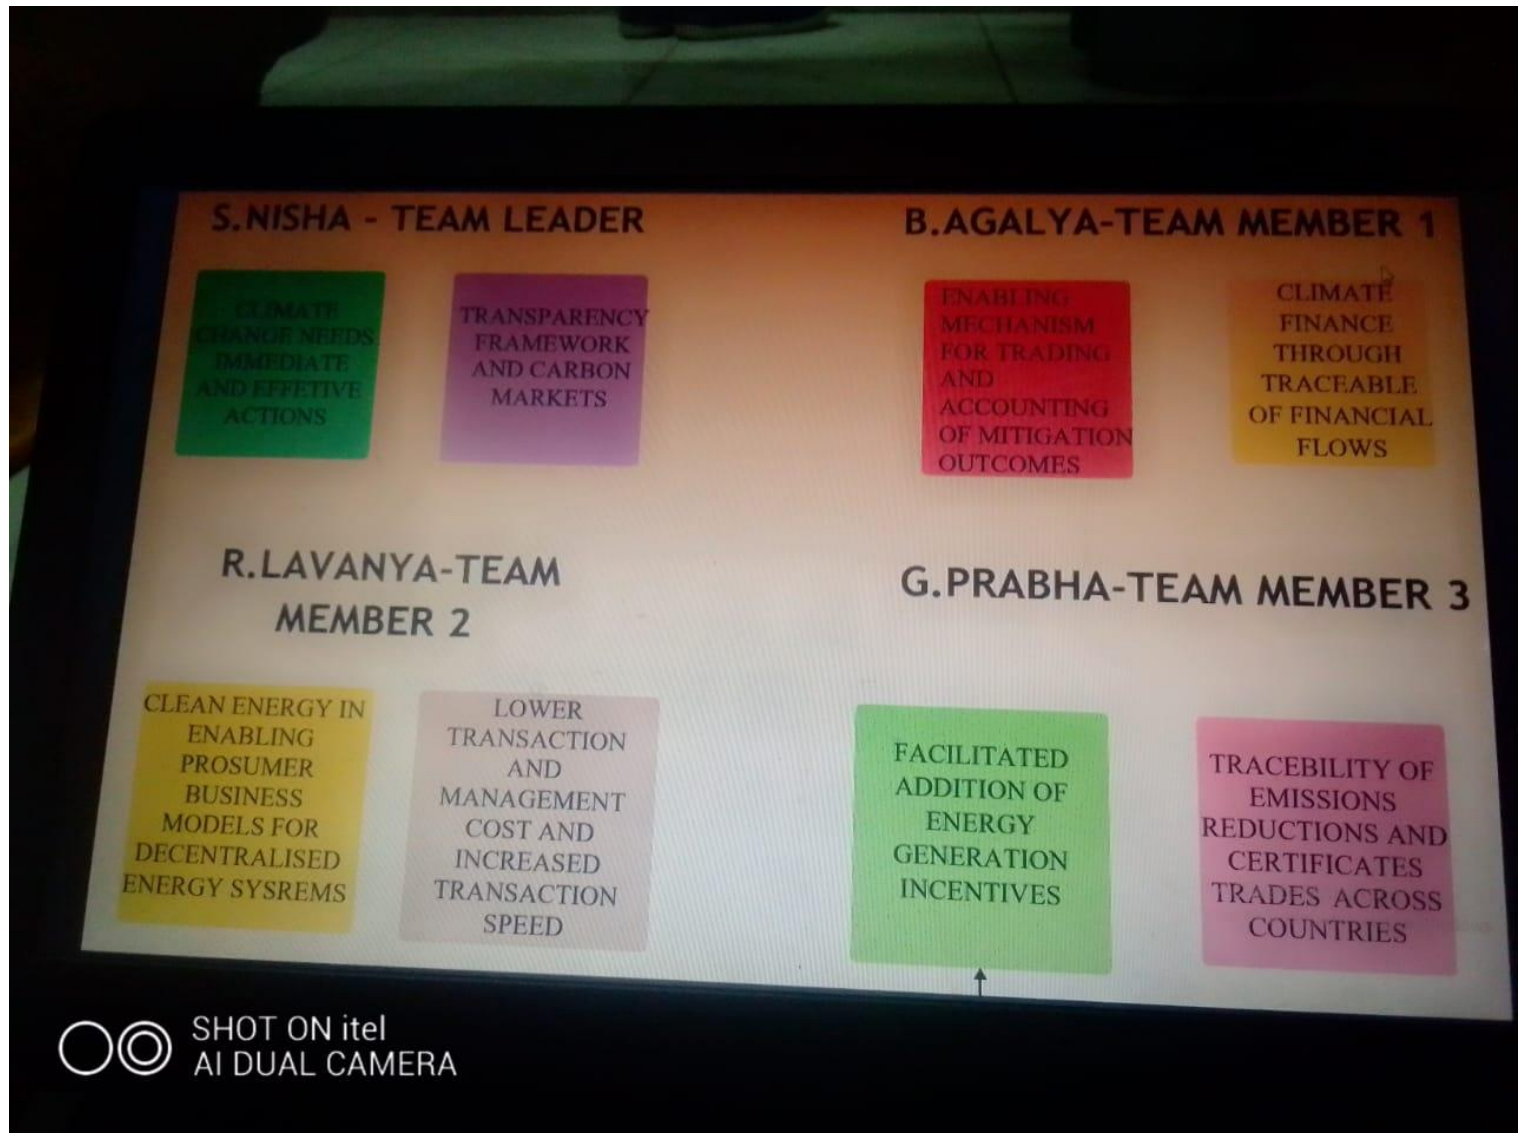 S.NISHA - TEAM LEADER
CLIMATE
CHANGE NEEDS
IMMEDIATE
AND EFFETIVE
ACTIONS
TRANSPARENCY
FRAMEWORK
AND CARBON
MARKETS
B.AGALYA-TEAM MEMBER 1
ENABLING
MECHANISM
FOR TRADING
AND
ACCOUNTING
OF MITIGATION
OUTCOMES
CLIMATE
FINANCE
THROUGH
TRACEABLE
OF FINANCIAL
FLOWS
R.LAVANYA-TEAM
MEMBER 2
CLEAN ENERGY IN
ENABLING
PROSUMER
BUSINESS
MODELS FOR
DECENTRALISED
ENERGY SYSREMS
LOWER
TRANSACTION
AND
MANAGEMENT
COST AND
INCREASED
TRANSACTION
SPEED
G.PRABHA-TEAM MEMBER 3
FACILITATED
ADDITION OF
ENERGY
GENERATION
INCENTIVES
TRACEBILITY OF
EMISSIONS
REDUCTIONS AND
CERTIFICATES
TRADES ACROSS
COUNTRIES
SHOT ON itel
AI DUAL CAMERA